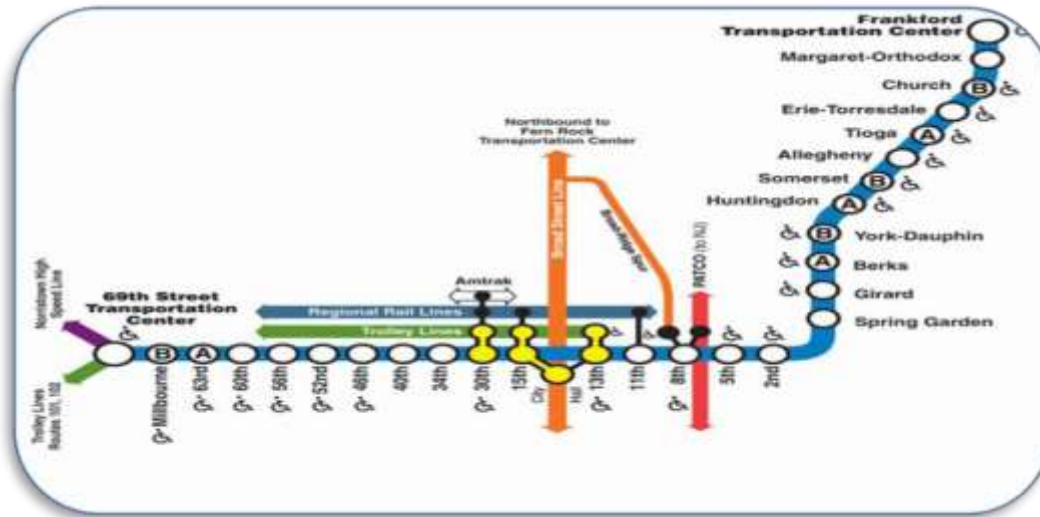 Frankford
Transportation Center
Margaret-Orthodox
Church
B
Erie-Torresdale
Tioga
A
Allegheny
Somerset
B
Huntingdon
A
B
York-Dauphin
A
Berks
Girard
Spring Garden
Northbound to
Fern Rock
Transportation Center
Broad Street Line
Broad-Ridge Spur
PATCO (to NJ)
Amtrak
Regional Rail Lines
Trolley Lines
Norristown High
Speed Line
69th Street
Transportation
Center
Trolley Lines
Routes 101, 102
B
A
Millbourne
63rd
60th
56th
52nd
46th
40th
34th
30th
15th
City Hall
13th
11th
8th
5th
2nd